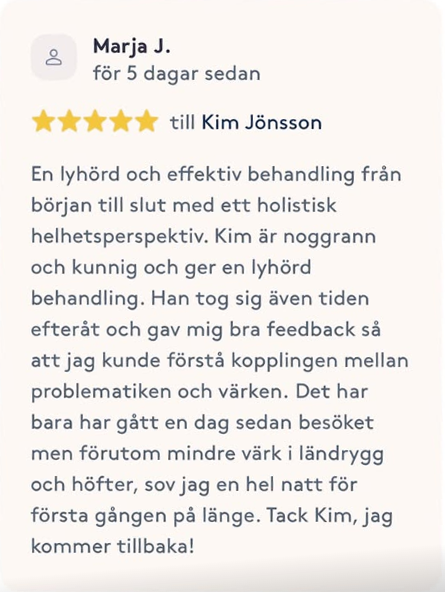 Marja J.
för 5 dagar sedan
till Kim Jönsson
En lyhörd och effektiv behandling från
början till slut med ett holistisk
helhetsperspektiv. Kim är noggrann
och kunnig och ger en lyhörd
behandling. Han tog sig även tiden
efteråt och gav mig bra feedback så
att jag kunde förstå kopplingen mellan
problematiken och värken. Det har
bara har gått en dag sedan besöket
men förutom mindre värk i ländrygg
och höfter, sov jag en hel natt för
första gången på länge. Tack Kim, jag
kommer tillbaka!